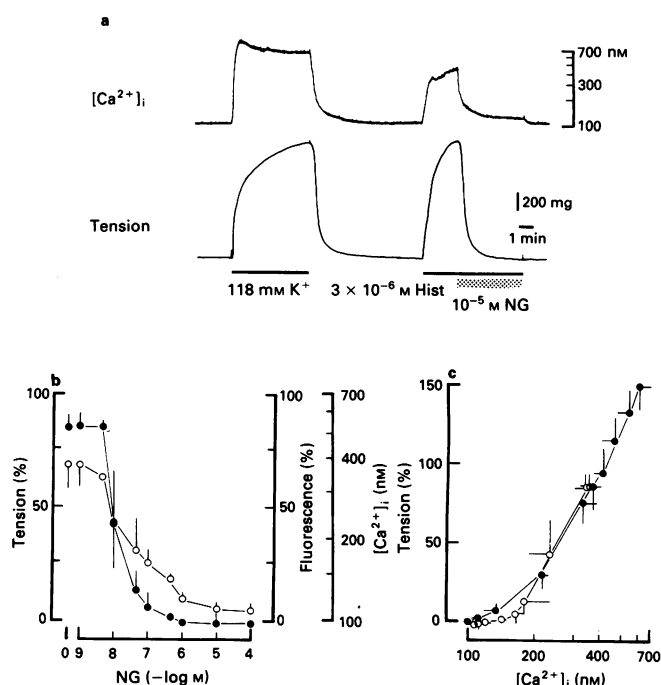 a
[Ca²⁺]ᵢ
700 nM
300
100
Tension
200 mg
1 min
118 mM K⁺
3 × 10⁻⁶ M Hist
10⁻⁵ M NG
b
Tension (%)
100
50
0
0 9 8 7 6 5 4
NG (−log M)
Fluorescence (%)
100
50
0
[Ca²⁺]ᵢ (nM)
700
400
200
100
c
Tension (%)
150
100
50
0
100 200 400 700
[Ca²⁺]ᵢ (nM)